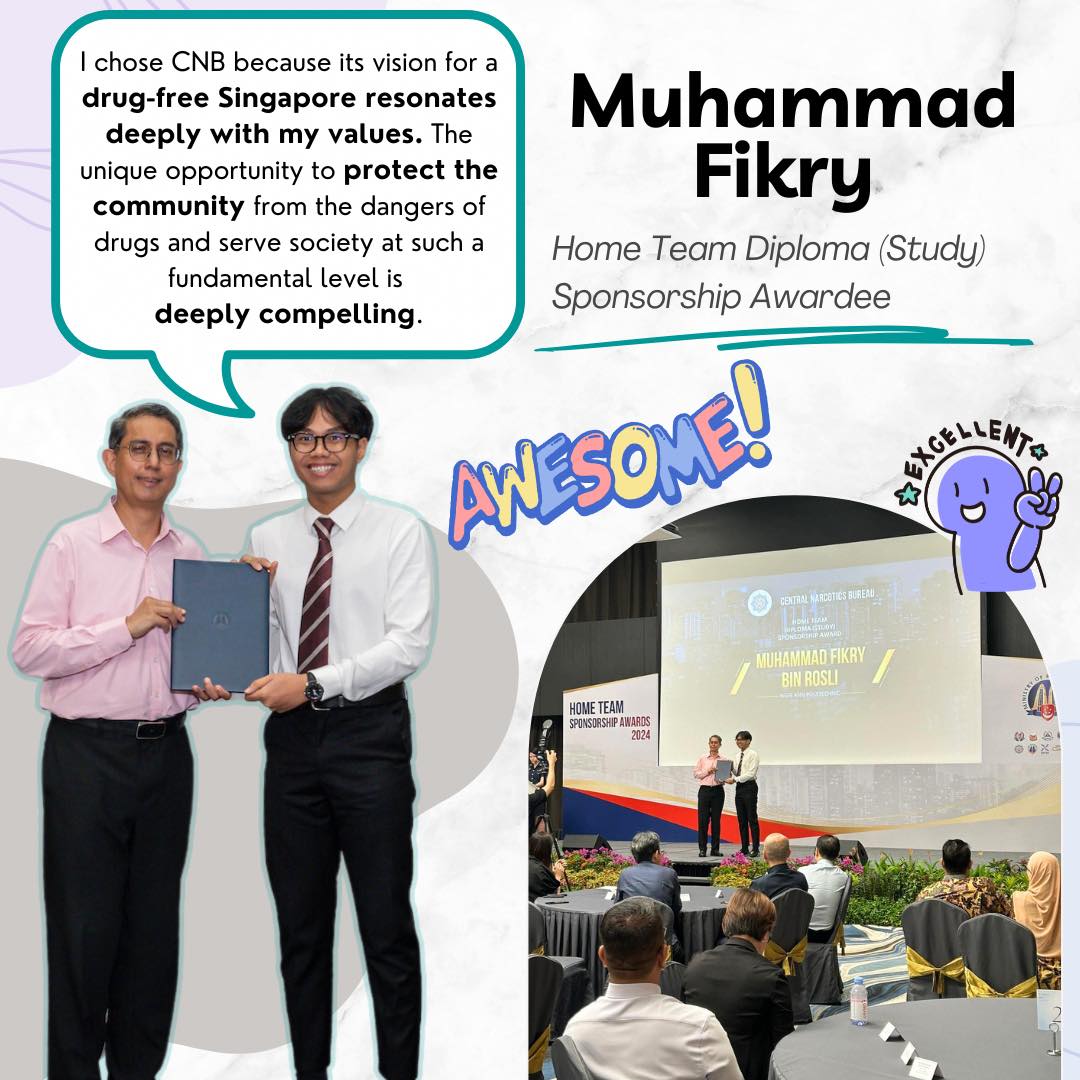 I chose CNB because its vision for a
drug-free Singapore resonates
deeply with my values. The
unique opportunity to protect the
community from the dangers of
drugs and serve society at such a
fundamental level is
deeply compelling.
Muhammad
Fikry
Home Team Diploma (Study)
Sponsorship Awardee
AWESOME!
EXCELLENT
CENTRAL NARCOTICS BUREAU
HOME TEAM
DIPLOMA (STUDY)
SPONSORSHIP AWARD
MUHAMMAD FIKRY
BIN ROSLI
HOME TEAM
SPONSORSHIP AWARDS
2024
MINISTRY OF